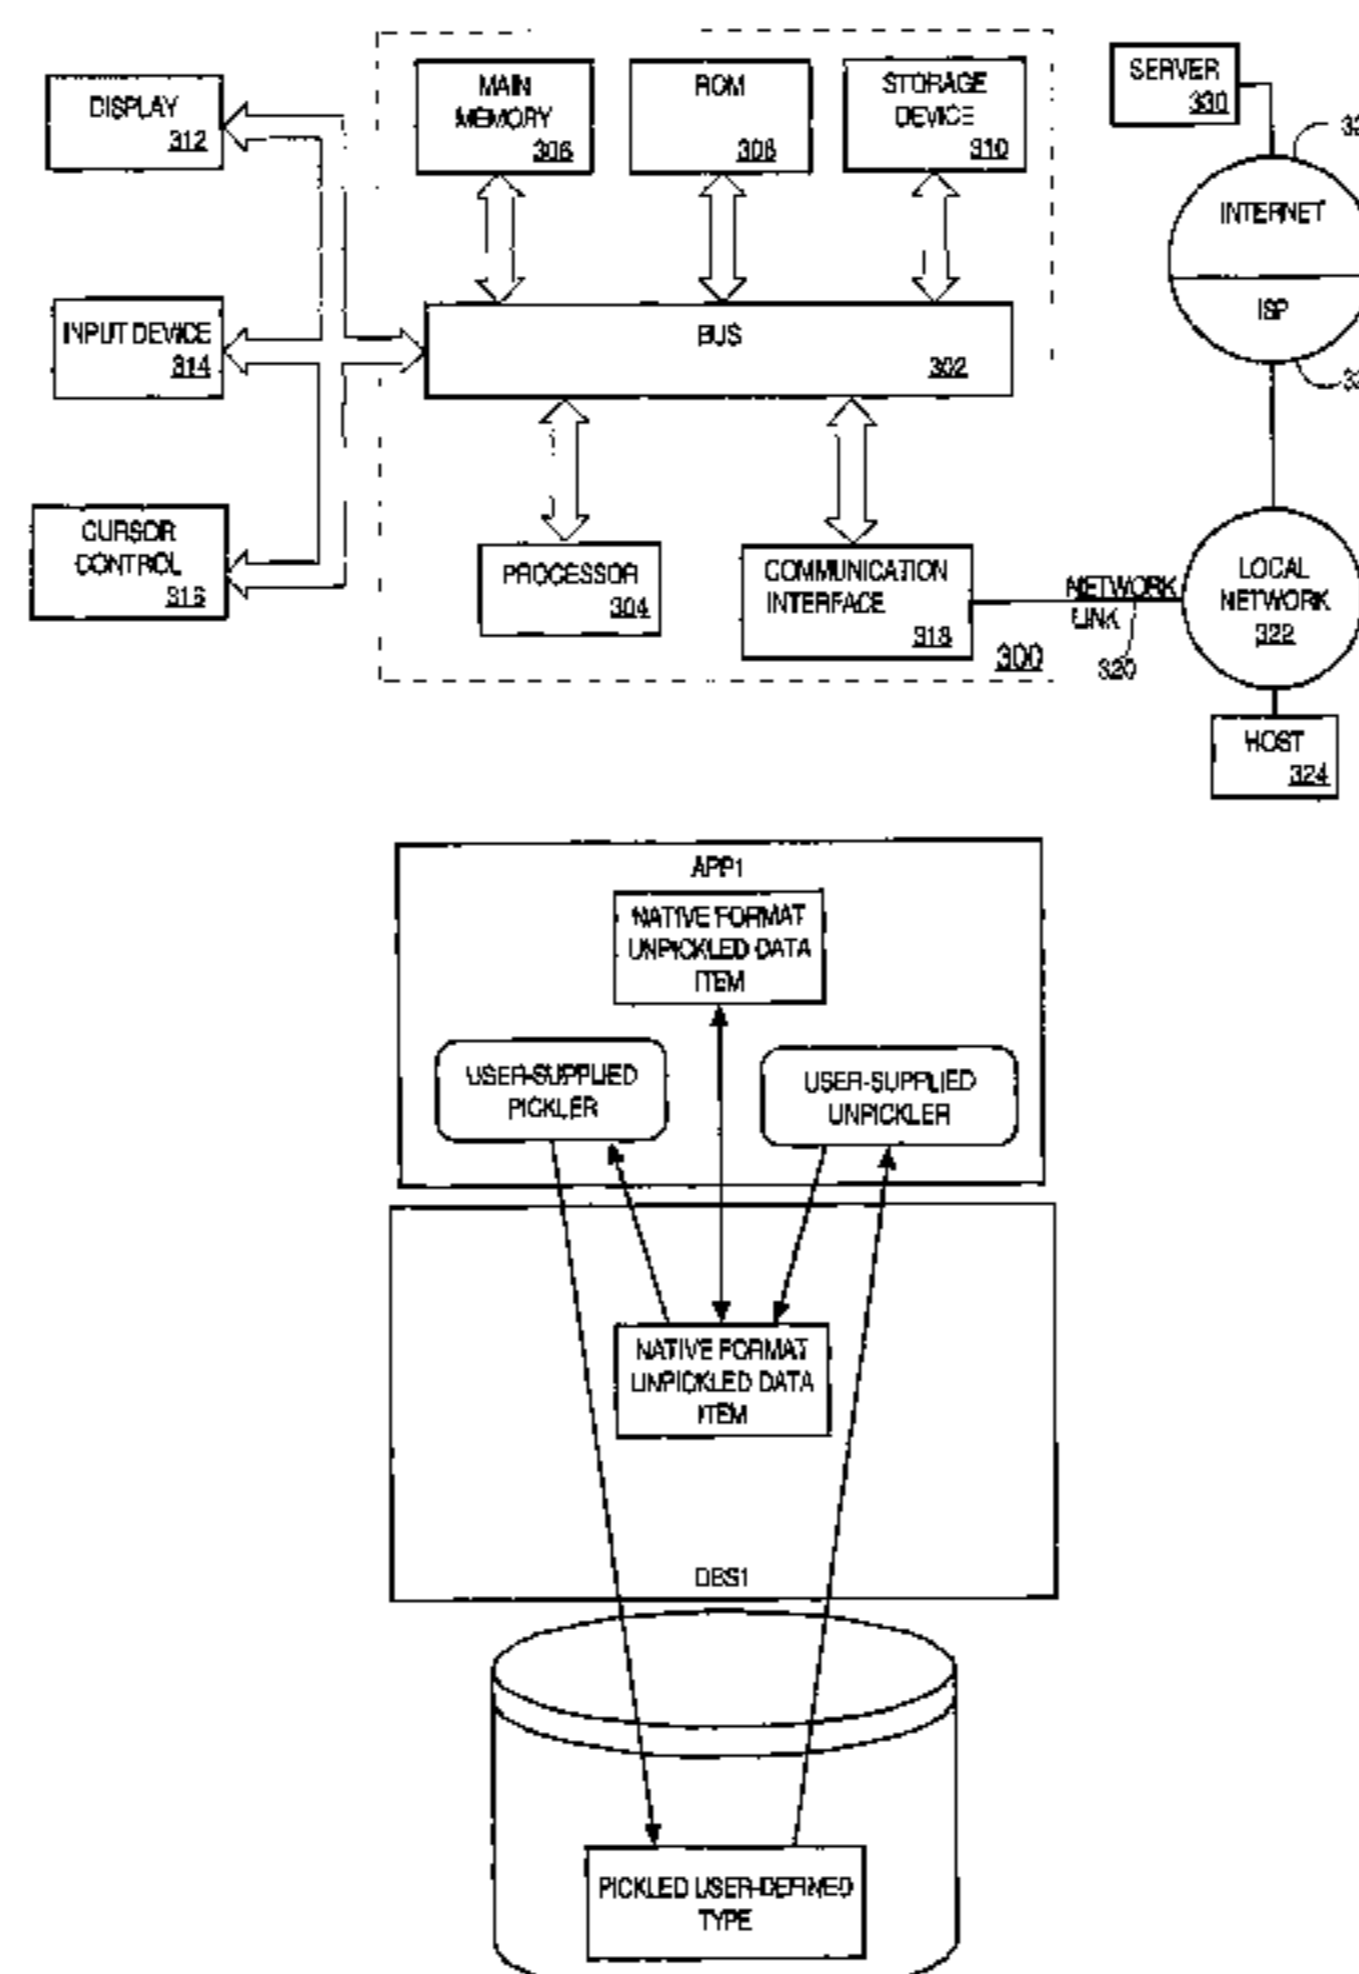 DISPLAY
312
MAIN
MEMORY
306
ROM
308
STORAGE
DEVICE
310
SERVER
330
INTERNET
ISP
INPUT DEVICE
314
BUS
302
CURSOR
CONTROL
316
PROCESSOR
304
COMMUNICATION
INTERFACE
318
300
NETWORK
LINK
320
LOCAL
NETWORK
322
HOST
324
APP1
NATIVE FORMAT
UNPICKLED DATA
ITEM
USER-SUPPLIED
PICKLER
USER-SUPPLIED
UNPICKLER
NATIVE FORMAT
UNPICKLED DATA
ITEM
DBS1
PICKLED USER-DEFINED
TYPE